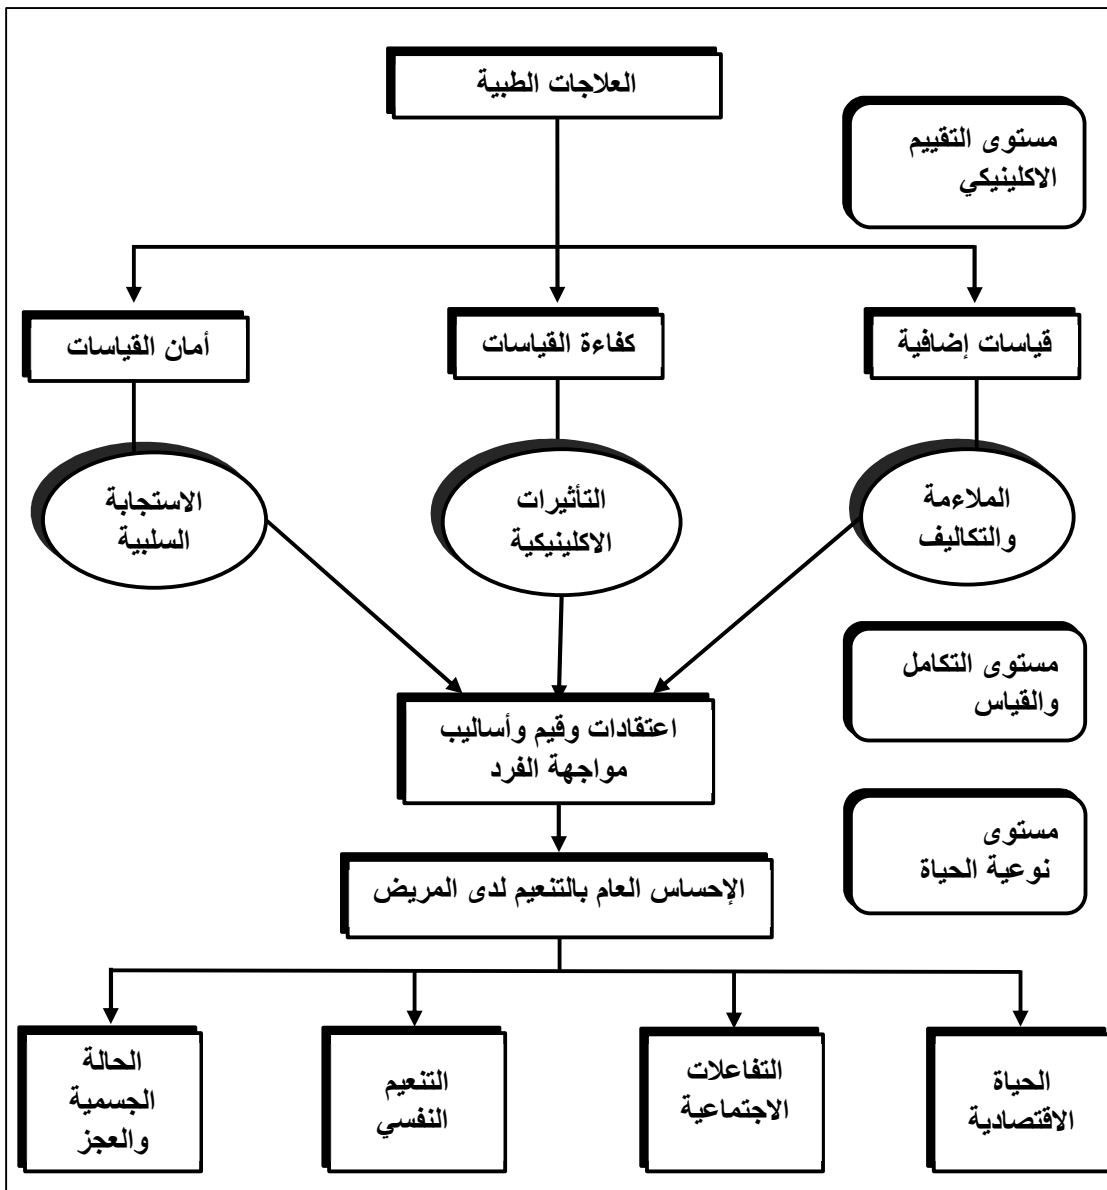 العلاجات الطبية
مستوى التقييم
الاكلينيكي
قياسات إضافية
كفاءة القياسات
أمان القياسات
الملاءمة
والتكاليف
التأثيرات
الاكلينيكية
الاستجابة
السلبية
مستوى التكامل
والقياس
اعتقادات وقيم وأساليب
مواجهة الفرد
مستوى
نوعية الحياة
الإحساس العام بالتنعيم لدى المريض
الحياة
الاقتصادية
التفاعلات
الاجتماعية
التنعيم
النفسي
الحالة
الجسمية
والعجز